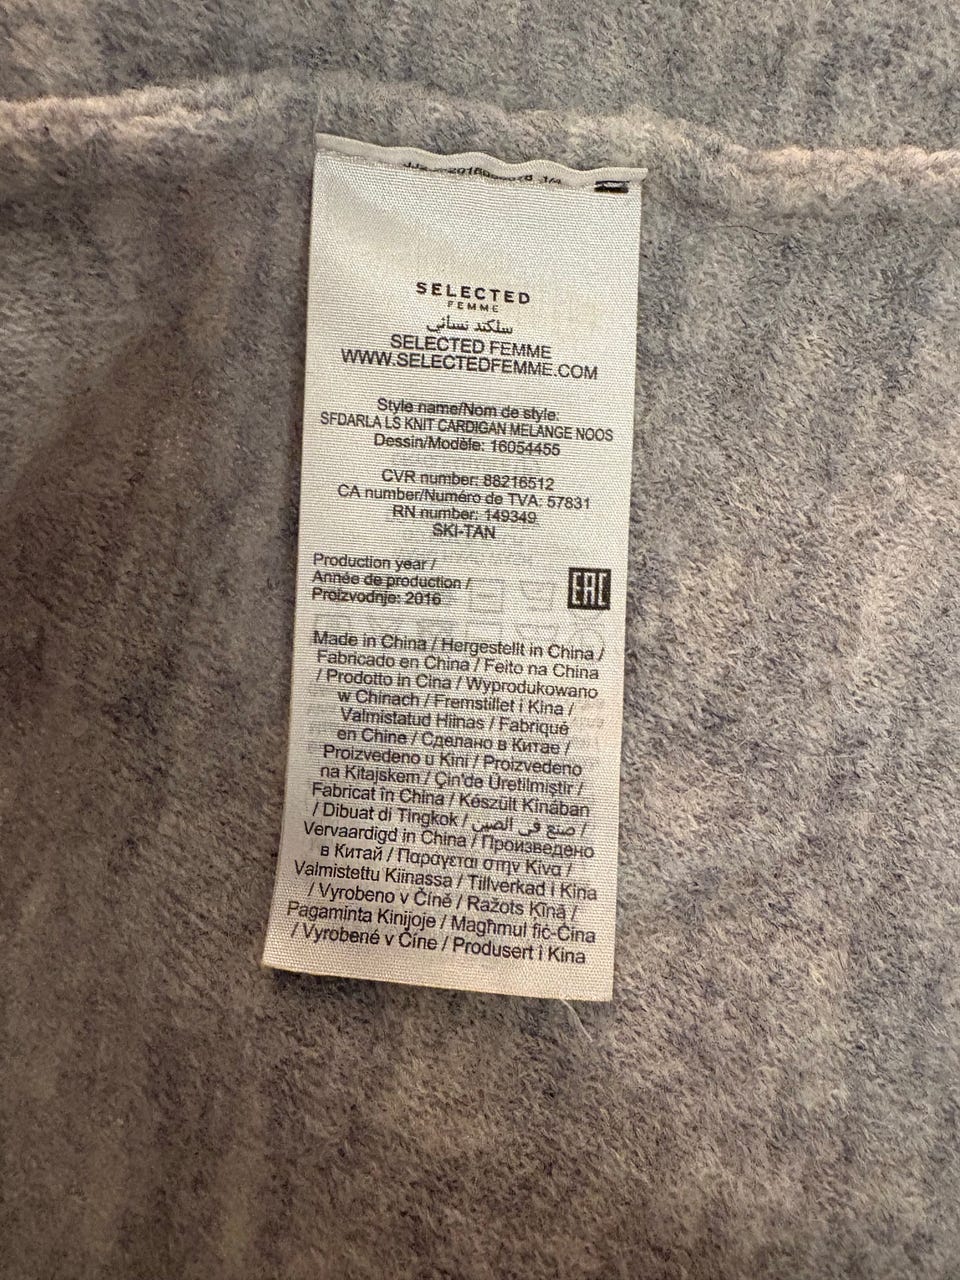 SELECTED
FEMME
سلكتد نسائي
SELECTED FEMME
WWW.SELECTEDFEMME.COM
Style name/Nom de style:
SFDARLA LS KNIT CARDIGAN MELANGE NOOS
Dessin/Modèle: 16054455
CVR number: 88216512
CA number/Numéro de TVA: 57831
RN number: 149349
SKI-TAN
Production year /
Année de production /
Proizvodnje: 2016
EAC
Made in China / Hergestellt in China /
Fabricado en China / Feito na China
/ Prodotto in Cina / Wyprodukowano
w Chinach / Fremstillet i Kina /
Valmistatud Hiinas / Fabriqué
en Chine / Сделано в Китае /
Proizvedeno u Kini / Proizvedeno
na Kitajskem / Çin'de Üretilmiştir /
Fabricat în China / Készült Kínában
/ Dibuat di Tingkok / صنع في الصين /
Vervaardigd in China / Произведено
в Китай / Παράγεται στην Κίνα /
Valmistettu Kiinassa / Tillverkad i Kina
/ Vyrobeno v Číně / Ražots Ķīnā /
Pagaminta Kinijoje / Magħmul fiċ-Ċina
/ Vyrobené v Číne / Produsert i Kina